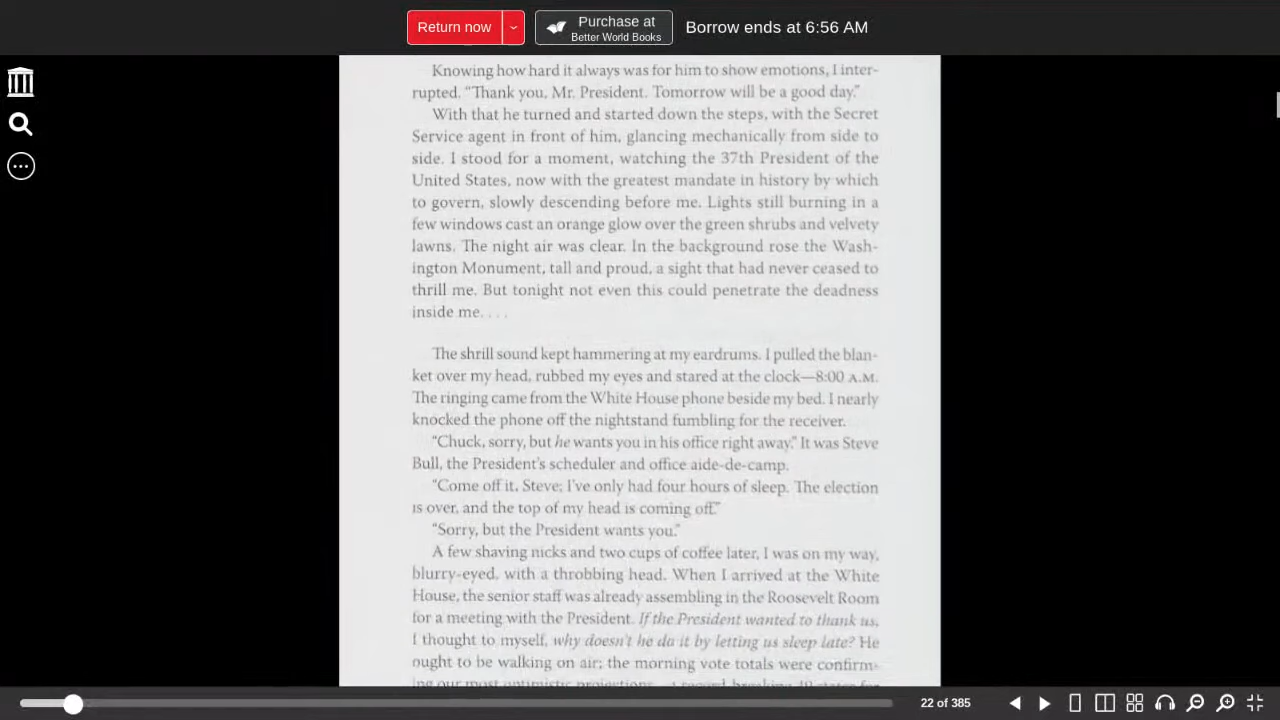 Return now
Purchase at
Better World Books
Borrow ends at 6:56 AM
Knowing how hard it always was for him to show emotions, I inter-
rupted. “Thank you, Mr. President. Tomorrow will be a good day.”
With that he turned and started down the steps, with the Secret
Service agent in front of him, glancing mechanically from side to
side. I stood for a moment, watching the 37th President of the
United States, now with the greatest mandate in history by which
to govern, slowly descending before me. Lights still burning in a
few windows cast an orange glow over the green shrubs and velvety
lawns. The night air was clear. In the background rose the Wash-
ington Monument, tall and proud, a sight that had never ceased to
thrill me. But tonight not even this could penetrate the deadness
inside me. . . .
The shrill sound kept hammering at my eardrums. I pulled the blan-
ket over my head, rubbed my eyes and stared at the clock—8:00 A.M.
The ringing came from the White House phone beside my bed. I nearly
knocked the phone off the nightstand fumbling for the receiver.
“Chuck, sorry, but he wants you in his office right away.” It was Steve
Bull, the President’s scheduler and office aide-de-camp.
“Come off it, Steve; I’ve only had four hours of sleep. The election
is over, and the top of my head is coming off.”
“Sorry, but the President wants you.”
A few shaving nicks and two cups of coffee later, I was on my way,
blurry-eyed, with a throbbing head. When I arrived at the White
House, the senior staff was already assembling in the Roosevelt Room
for a meeting with the President. If the President wanted to thank us,
I thought to myself, why doesn’t he do it by letting us sleep late? He
ought to be walking on air; the morning vote totals were confirm-
ing our most optimistic projections
22 of 385